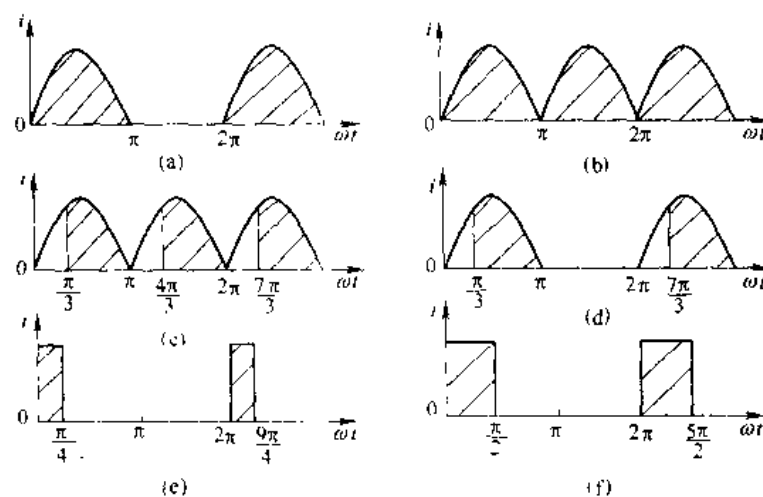 i i
0 π 2π ωt 0 π 2π ωt
(a) (b)
i i
0 π/3 π 4π/3 2π 7π/3 ωt 0 π/3 π 2π 7π/3 ωt
(c) (d)
i i
0 π/4 π 2π 9π/4 ωt 0 π 2π 5π/2 ωt
(e) (f)